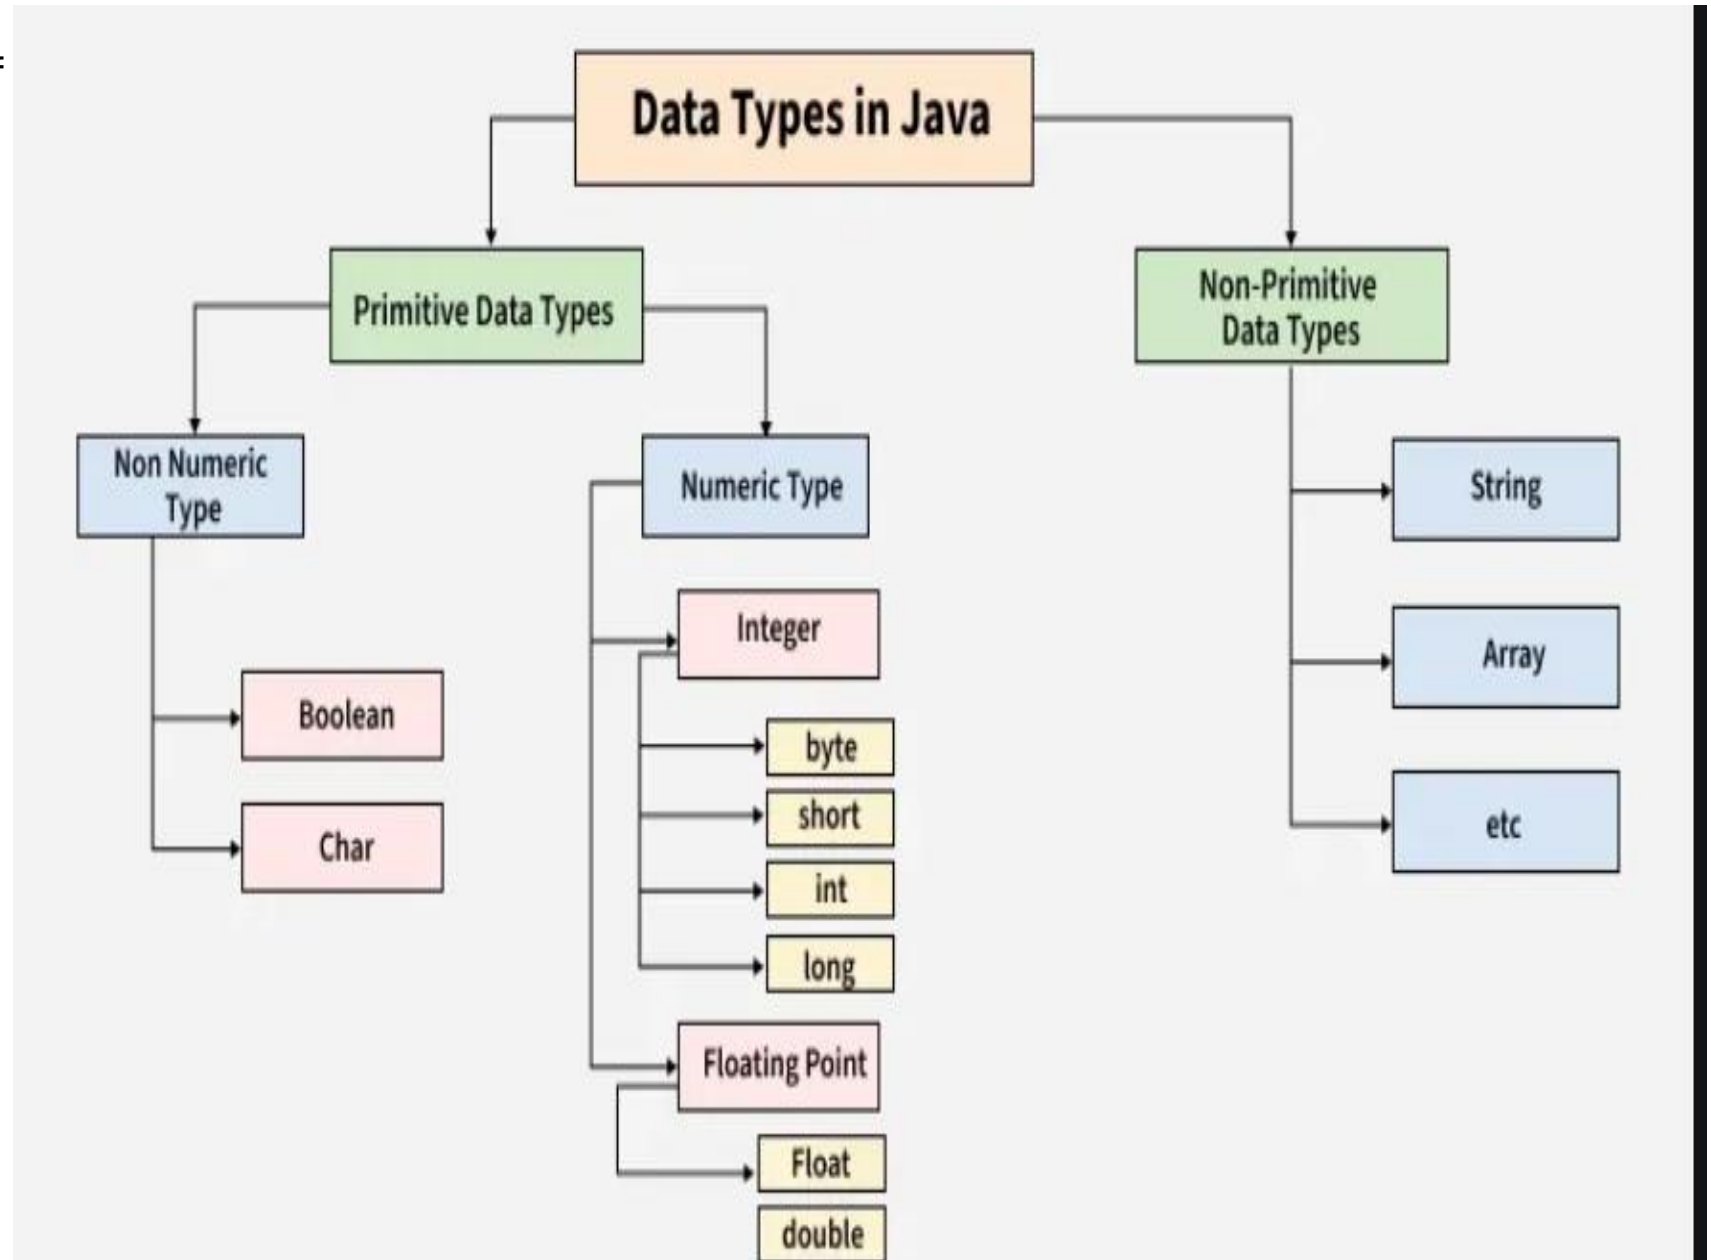 Data Types in Java
Primitive Data Types
Non-Primitive
Data Types
Non Numeric
Type
Numeric Type
String
Integer
Array
Boolean
byte
short
etc
Char
int
long
Floating Point
Float
double